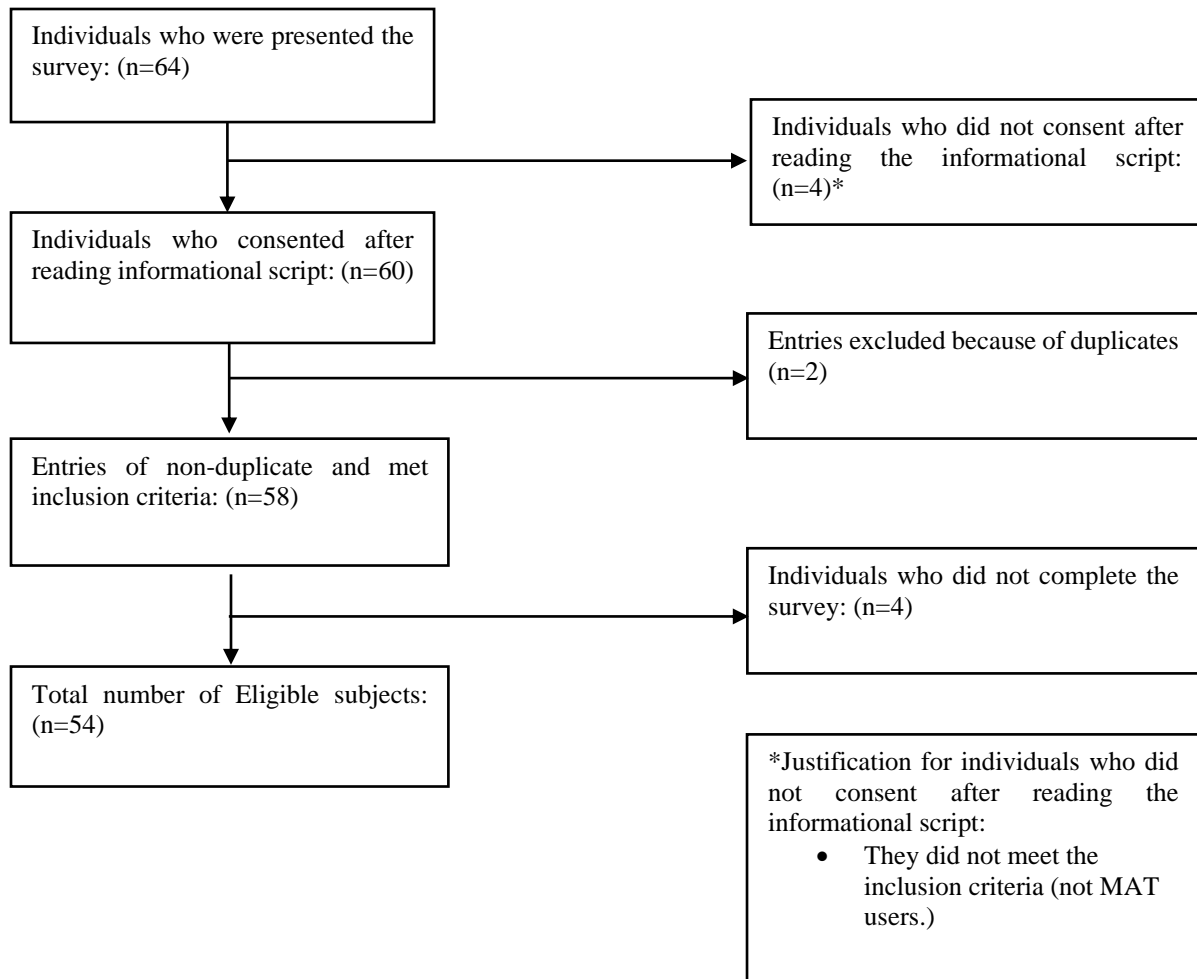 Individuals who were presented the
survey: (n=64)
Individuals who did not consent after
reading the informational script:
(n=4)*
Individuals who consented after
reading informational script: (n=60)
Entries excluded because of duplicates
(n=2)
Entries of non-duplicate and met
inclusion criteria: (n=58)
Individuals who did not complete the
survey: (n=4)
Total number of Eligible subjects:
(n=54)
*Justification for individuals who did
not consent after reading the
informational script:
• They did not meet the
inclusion criteria (not MAT
users.)